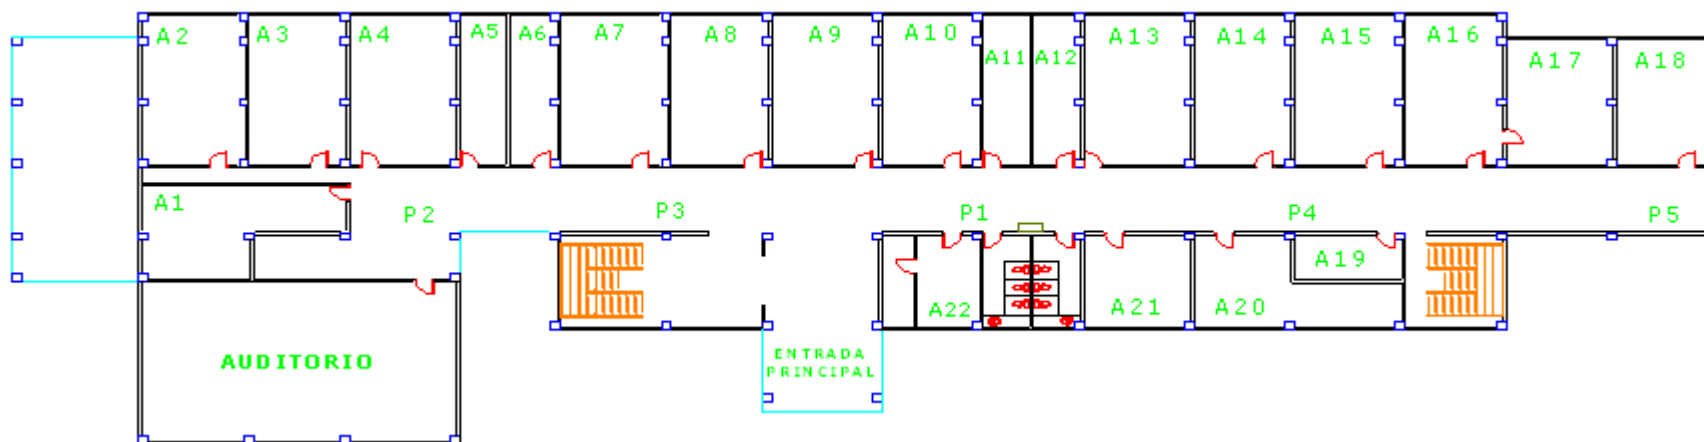 A2
A3
A4
A5
A6
A7
A8
A9
A10
A11
A12
A13
A14
A15
A16
A17
A18
A1
P2
P3
P1
P4
P5
A22
A21
A20
A19
AUDITORIO
ENTRADA
PRINCIPAL